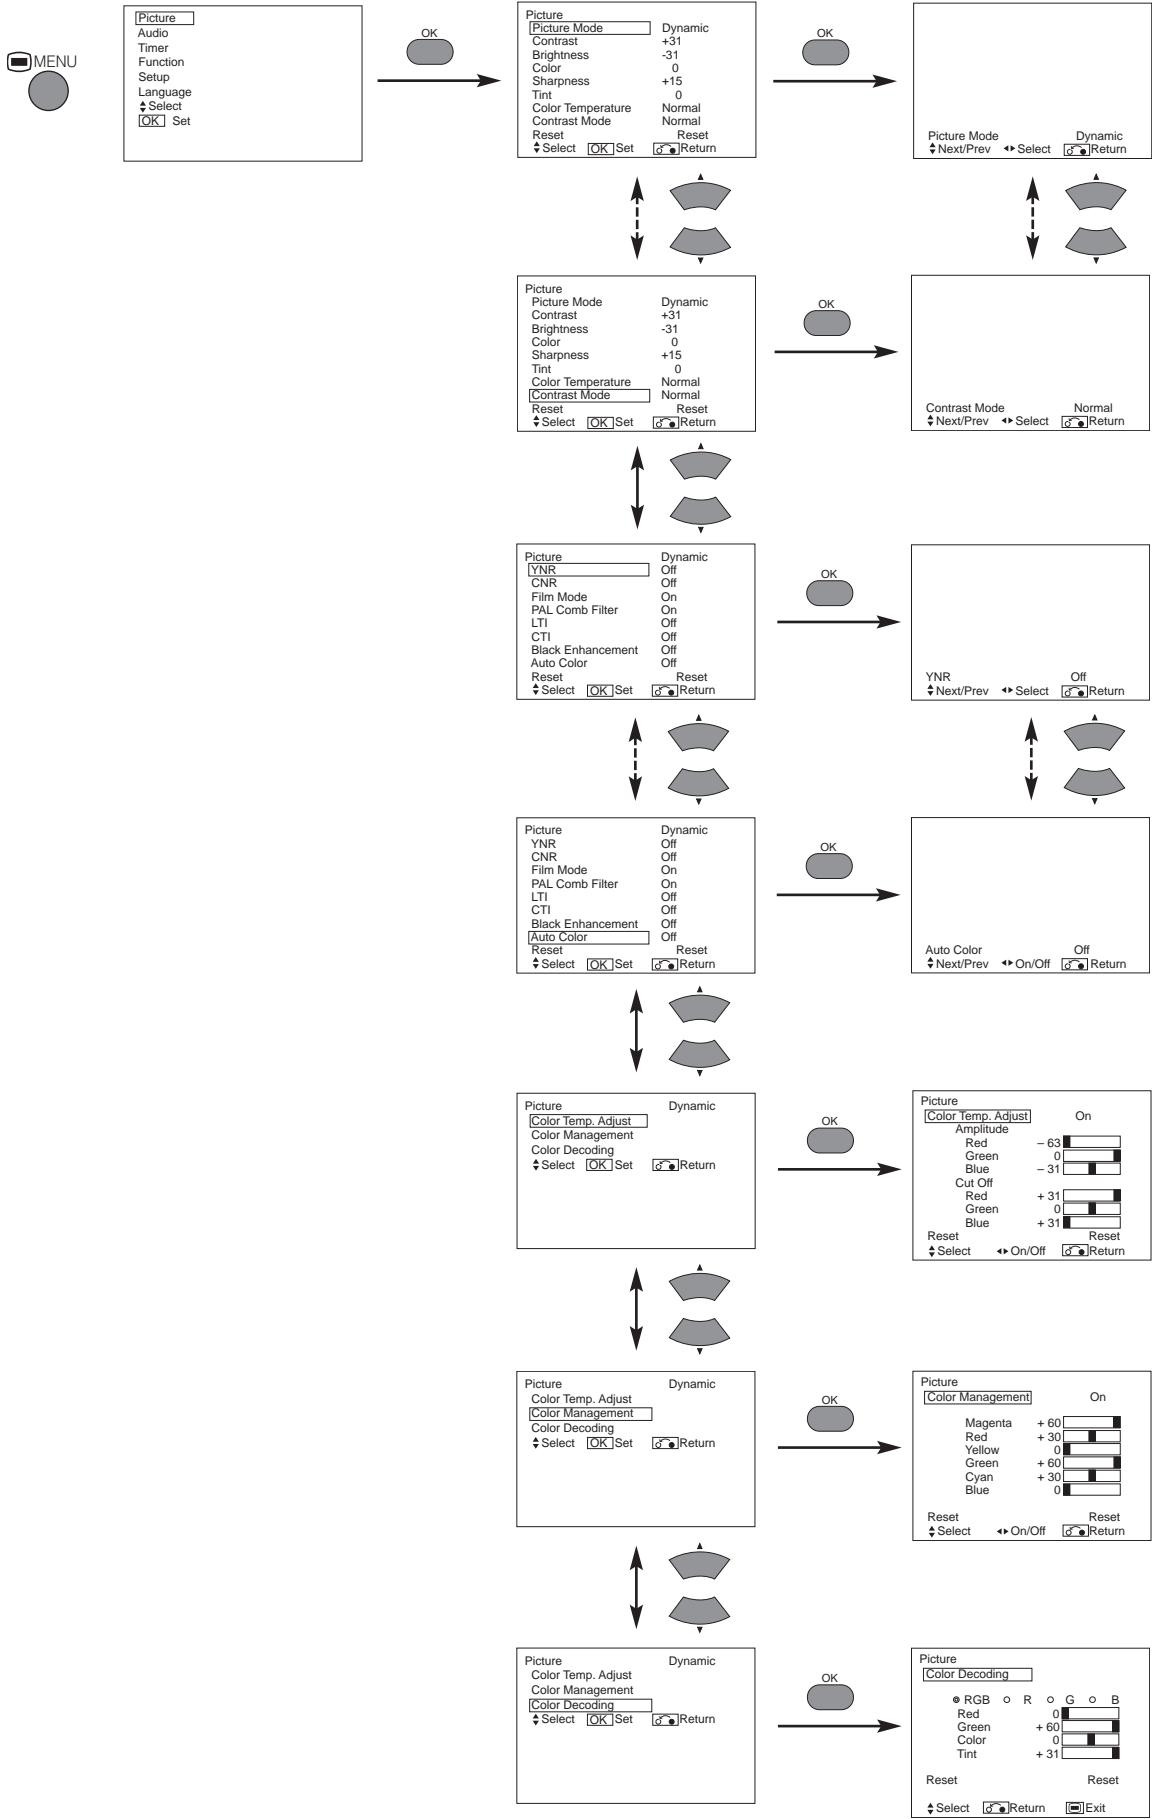 MENU
Picture
Audio
Timer
Function
Setup
Language
Select
OK Set
OK
Picture
Picture Mode Dynamic
Contrast +31
Brightness -31
Color 0
Sharpness +15
Tint 0
Color Temperature Normal
Contrast Mode Normal
Reset Reset
Select OK Set Return
OK
Picture Mode Dynamic
Next/Prev Select Return
Picture
Picture Mode Dynamic
Contrast +31
Brightness -31
Color 0
Sharpness +15
Tint 0
Color Temperature Normal
Contrast Mode Normal
Reset Reset
Select OK Set Return
OK
Contrast Mode Normal
Next/Prev Select Return
Picture Dynamic
YNR Off
CNR Off
Film Mode On
PAL Comb Filter On
LTI Off
CTI Off
Black Enhancement Off
Auto Color Off
Reset Reset
Select OK Set Return
OK
YNR Off
Next/Prev Select Return
Picture Dynamic
YNR Off
CNR Off
Film Mode On
PAL Comb Filter On
LTI Off
CTI Off
Black Enhancement Off
Auto Color Off
Reset Reset
Select OK Set Return
OK
Auto Color Off
Next/Prev On/Off Return
Picture Dynamic
Color Temp. Adjust
Color Management
Color Decoding
Select OK Set Return
OK
Picture
Color Temp. Adjust On
Amplitude
Red – 63
Green 0
Blue – 31
Cut Off
Red + 31
Green 0
Blue + 31
Reset Reset
Select On/Off Return
Picture Dynamic
Color Temp. Adjust
Color Management
Color Decoding
Select OK Set Return
OK
Picture
Color Management On
Magenta + 60
Red + 30
Yellow 0
Green + 60
Cyan + 30
Blue 0
Reset Reset
Select On/Off Return
Picture Dynamic
Color Temp. Adjust
Color Management
Color Decoding
Select OK Set Return
OK
Picture
Color Decoding
RGB R G B
Red 0
Green + 60
Color 0
Tint + 31
Reset Reset
Select Return Exit